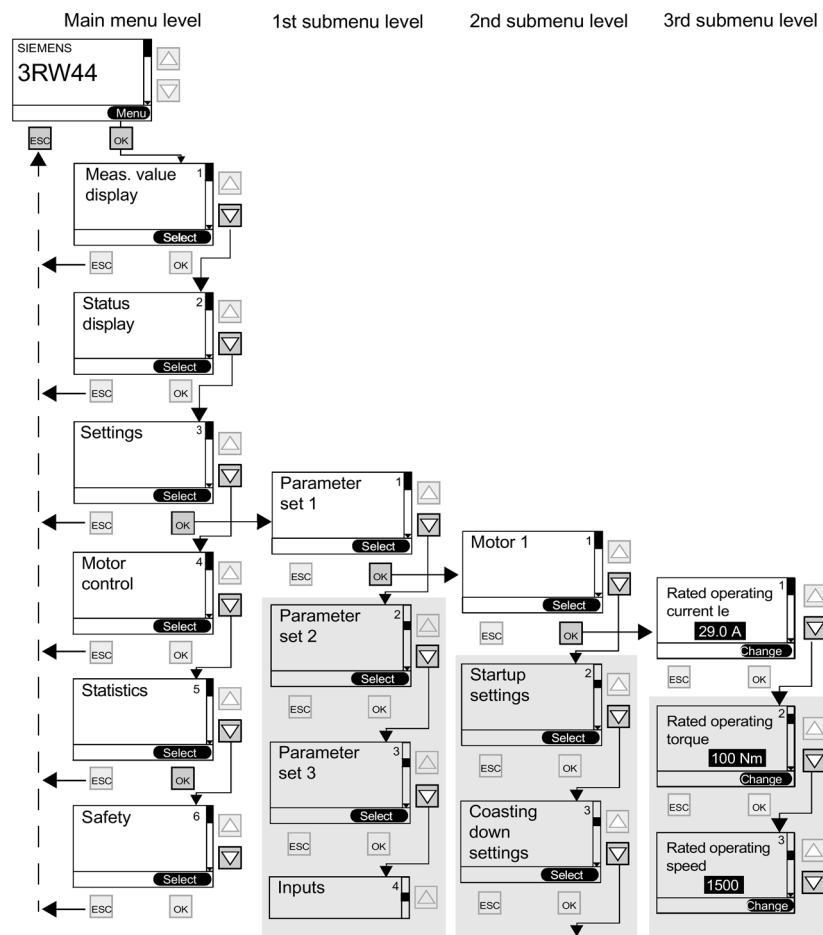 Main menu level
1st submenu level
2nd submenu level
3rd submenu level
SIEMENS
3RW44
Menu
ESC
OK
Meas. value
display
1
Select
ESC
OK
Status
display
2
Select
ESC
OK
Settings
3
Select
ESC
OK
Motor
control
4
Select
ESC
OK
Statistics
5
Select
ESC
OK
Safety
6
Select
ESC
OK
Parameter
set 1
1
Select
ESC
OK
Parameter
set 2
2
Select
ESC
OK
Parameter
set 3
3
Select
ESC
OK
Inputs
4
Motor 1
1
Select
ESC
OK
Startup
settings
2
Select
ESC
OK
Coasting
down
settings
3
Select
ESC
OK
Rated operating
current Ie
1
29.0 A
Change
ESC
OK
Rated operating
torque
2
100 Nm
Change
ESC
OK
Rated operating
speed
3
1500
Change